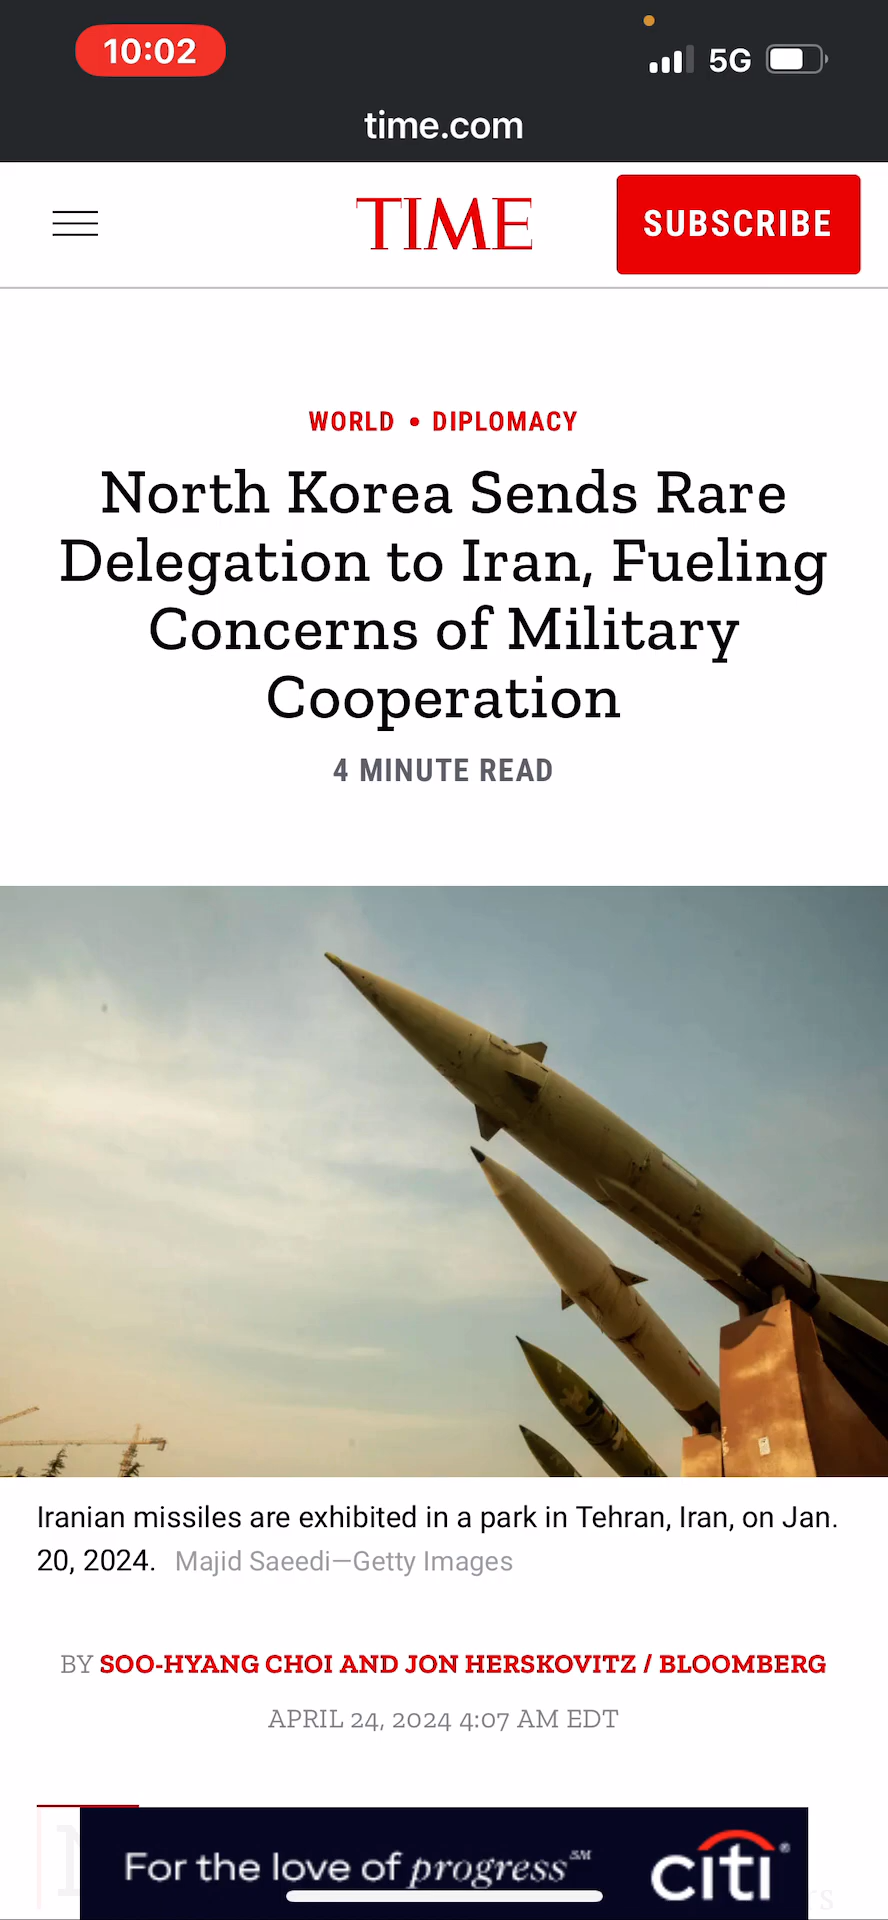 10:02
5G
time.com
TIME
SUBSCRIBE
WORLD • DIPLOMACY
North Korea Sends Rare
Delegation to Iran, Fueling
Concerns of Military
Cooperation
4 MINUTE READ
Iranian missiles are exhibited in a park in Tehran, Iran, on Jan.
20, 2024. Majid Saeedi—Getty Images
BY SOO-HYANG CHOI AND JON HERSKOVITZ / BLOOMBERG
APRIL 24, 2024 4:07 AM EDT
For the love of progress℠
citi®